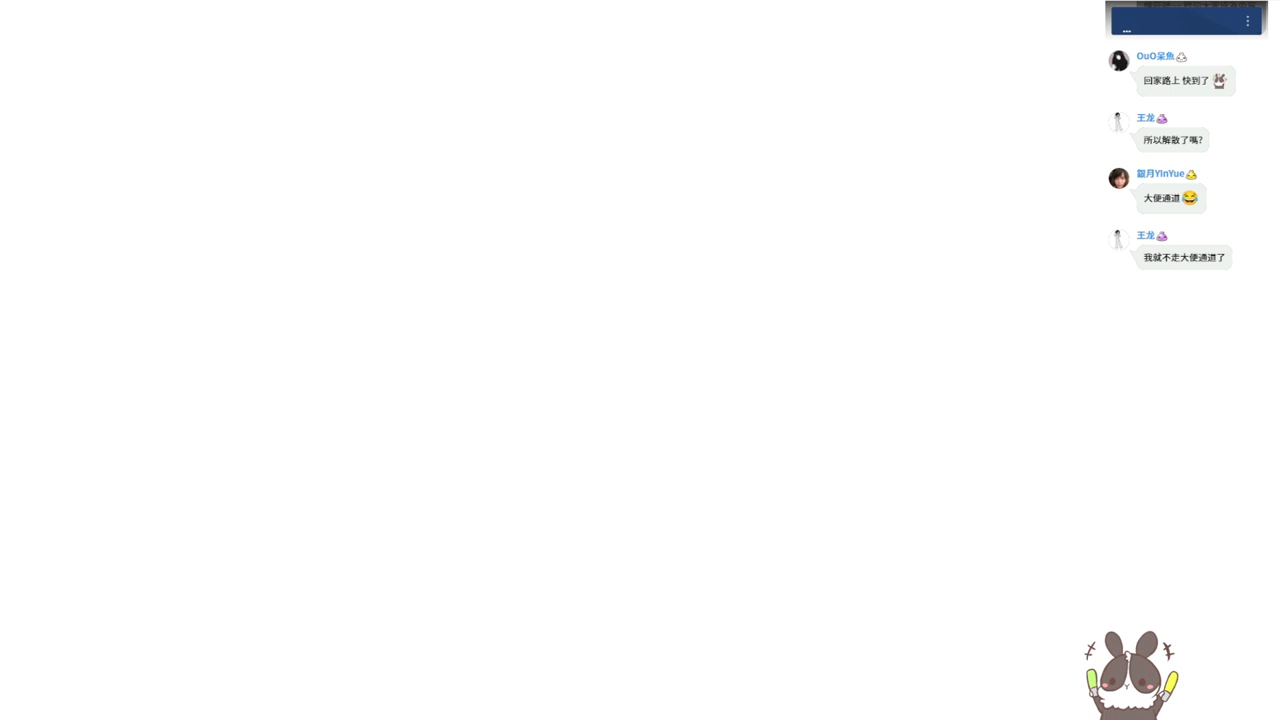 OuO呆魚
回家路上 快到了
王龙
所以解散了嗎?
銀月YinYue
大便通道😂
王龙
我就不走大便通道了